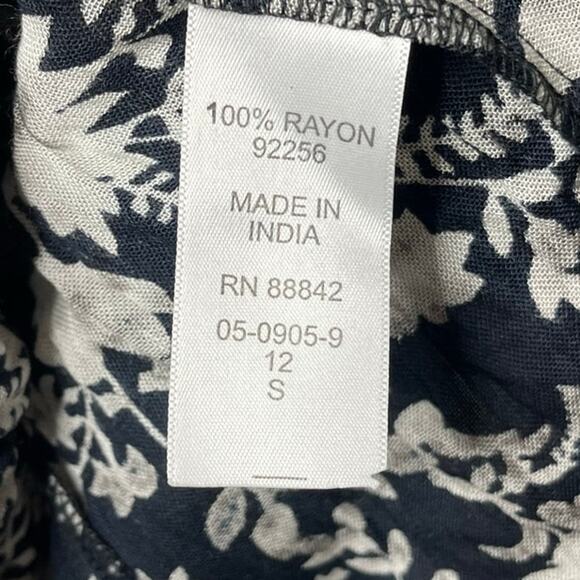 100% RAYON
92256
MADE IN
INDIA
RN 88842
05-0905-9
12
S